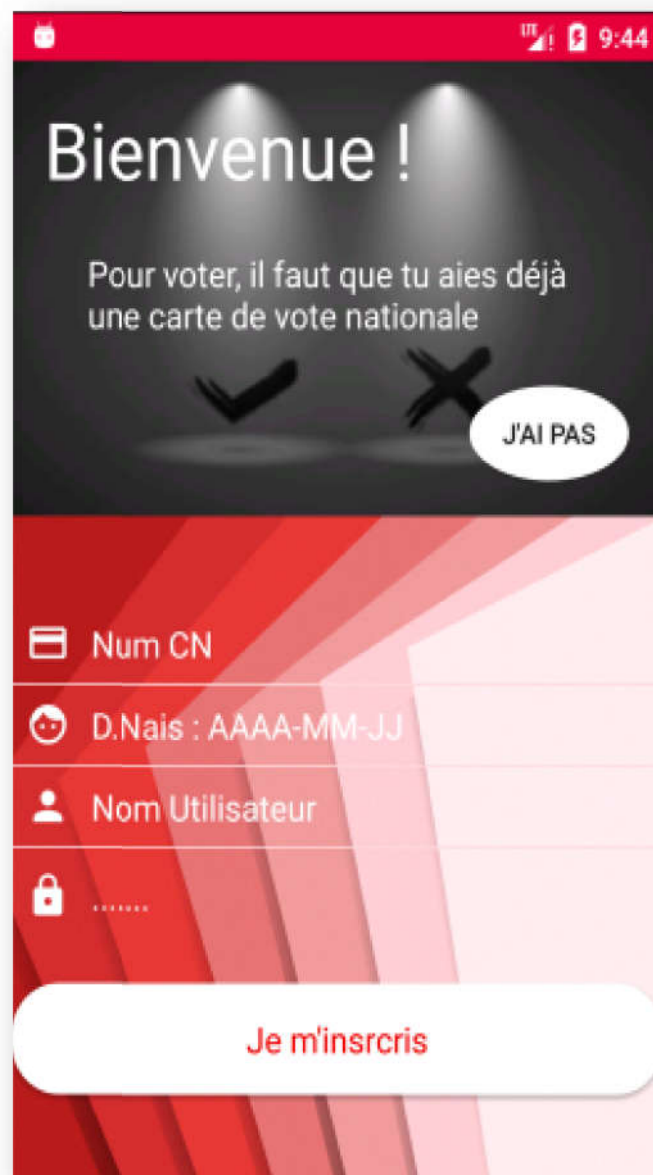 LTE 9:44
Bienvenue !
Pour voter, il faut que tu aies déjà
une carte de vote nationale
J'AI PAS
Num CN
D.Nais : AAAA-MM-JJ
Nom Utilisateur
.......
Je m'insrcris